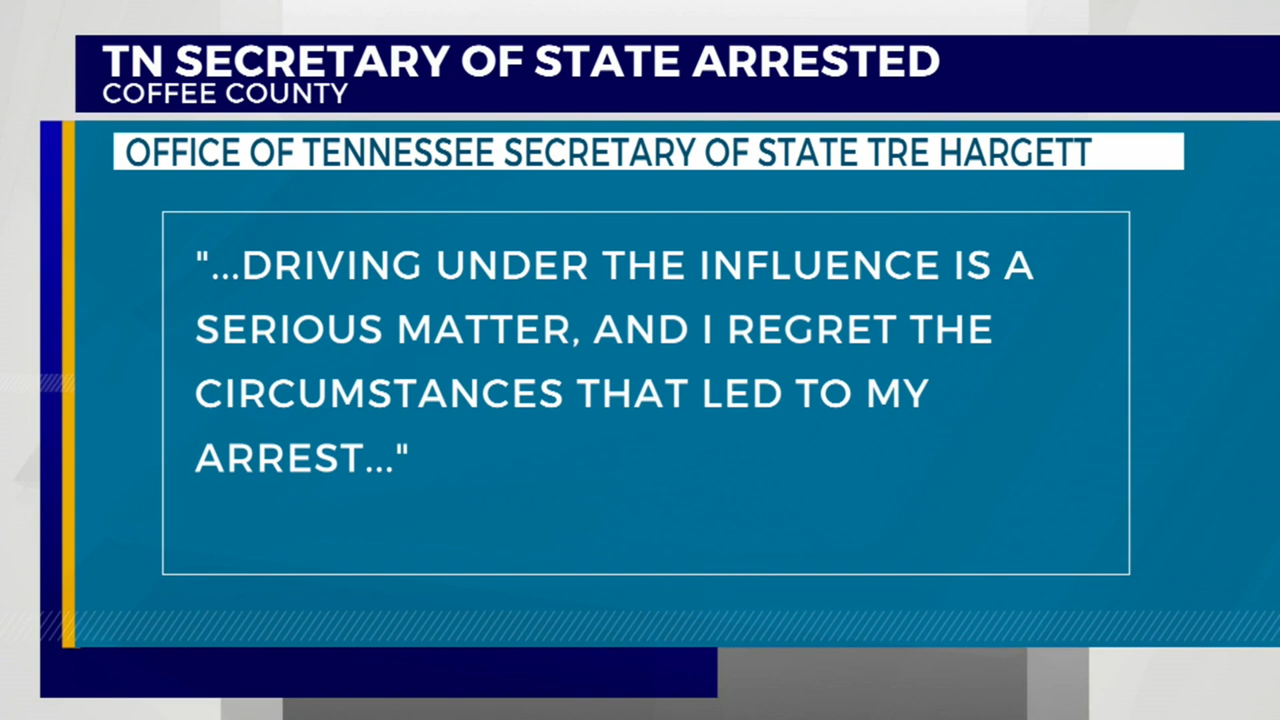 TN SECRETARY OF STATE ARRESTED
COFFEE COUNTY
OFFICE OF TENNESSEE SECRETARY OF STATE TRE HARGETT
"...DRIVING UNDER THE INFLUENCE IS A
SERIOUS MATTER, AND I REGRET THE
CIRCUMSTANCES THAT LED TO MY
ARREST..."